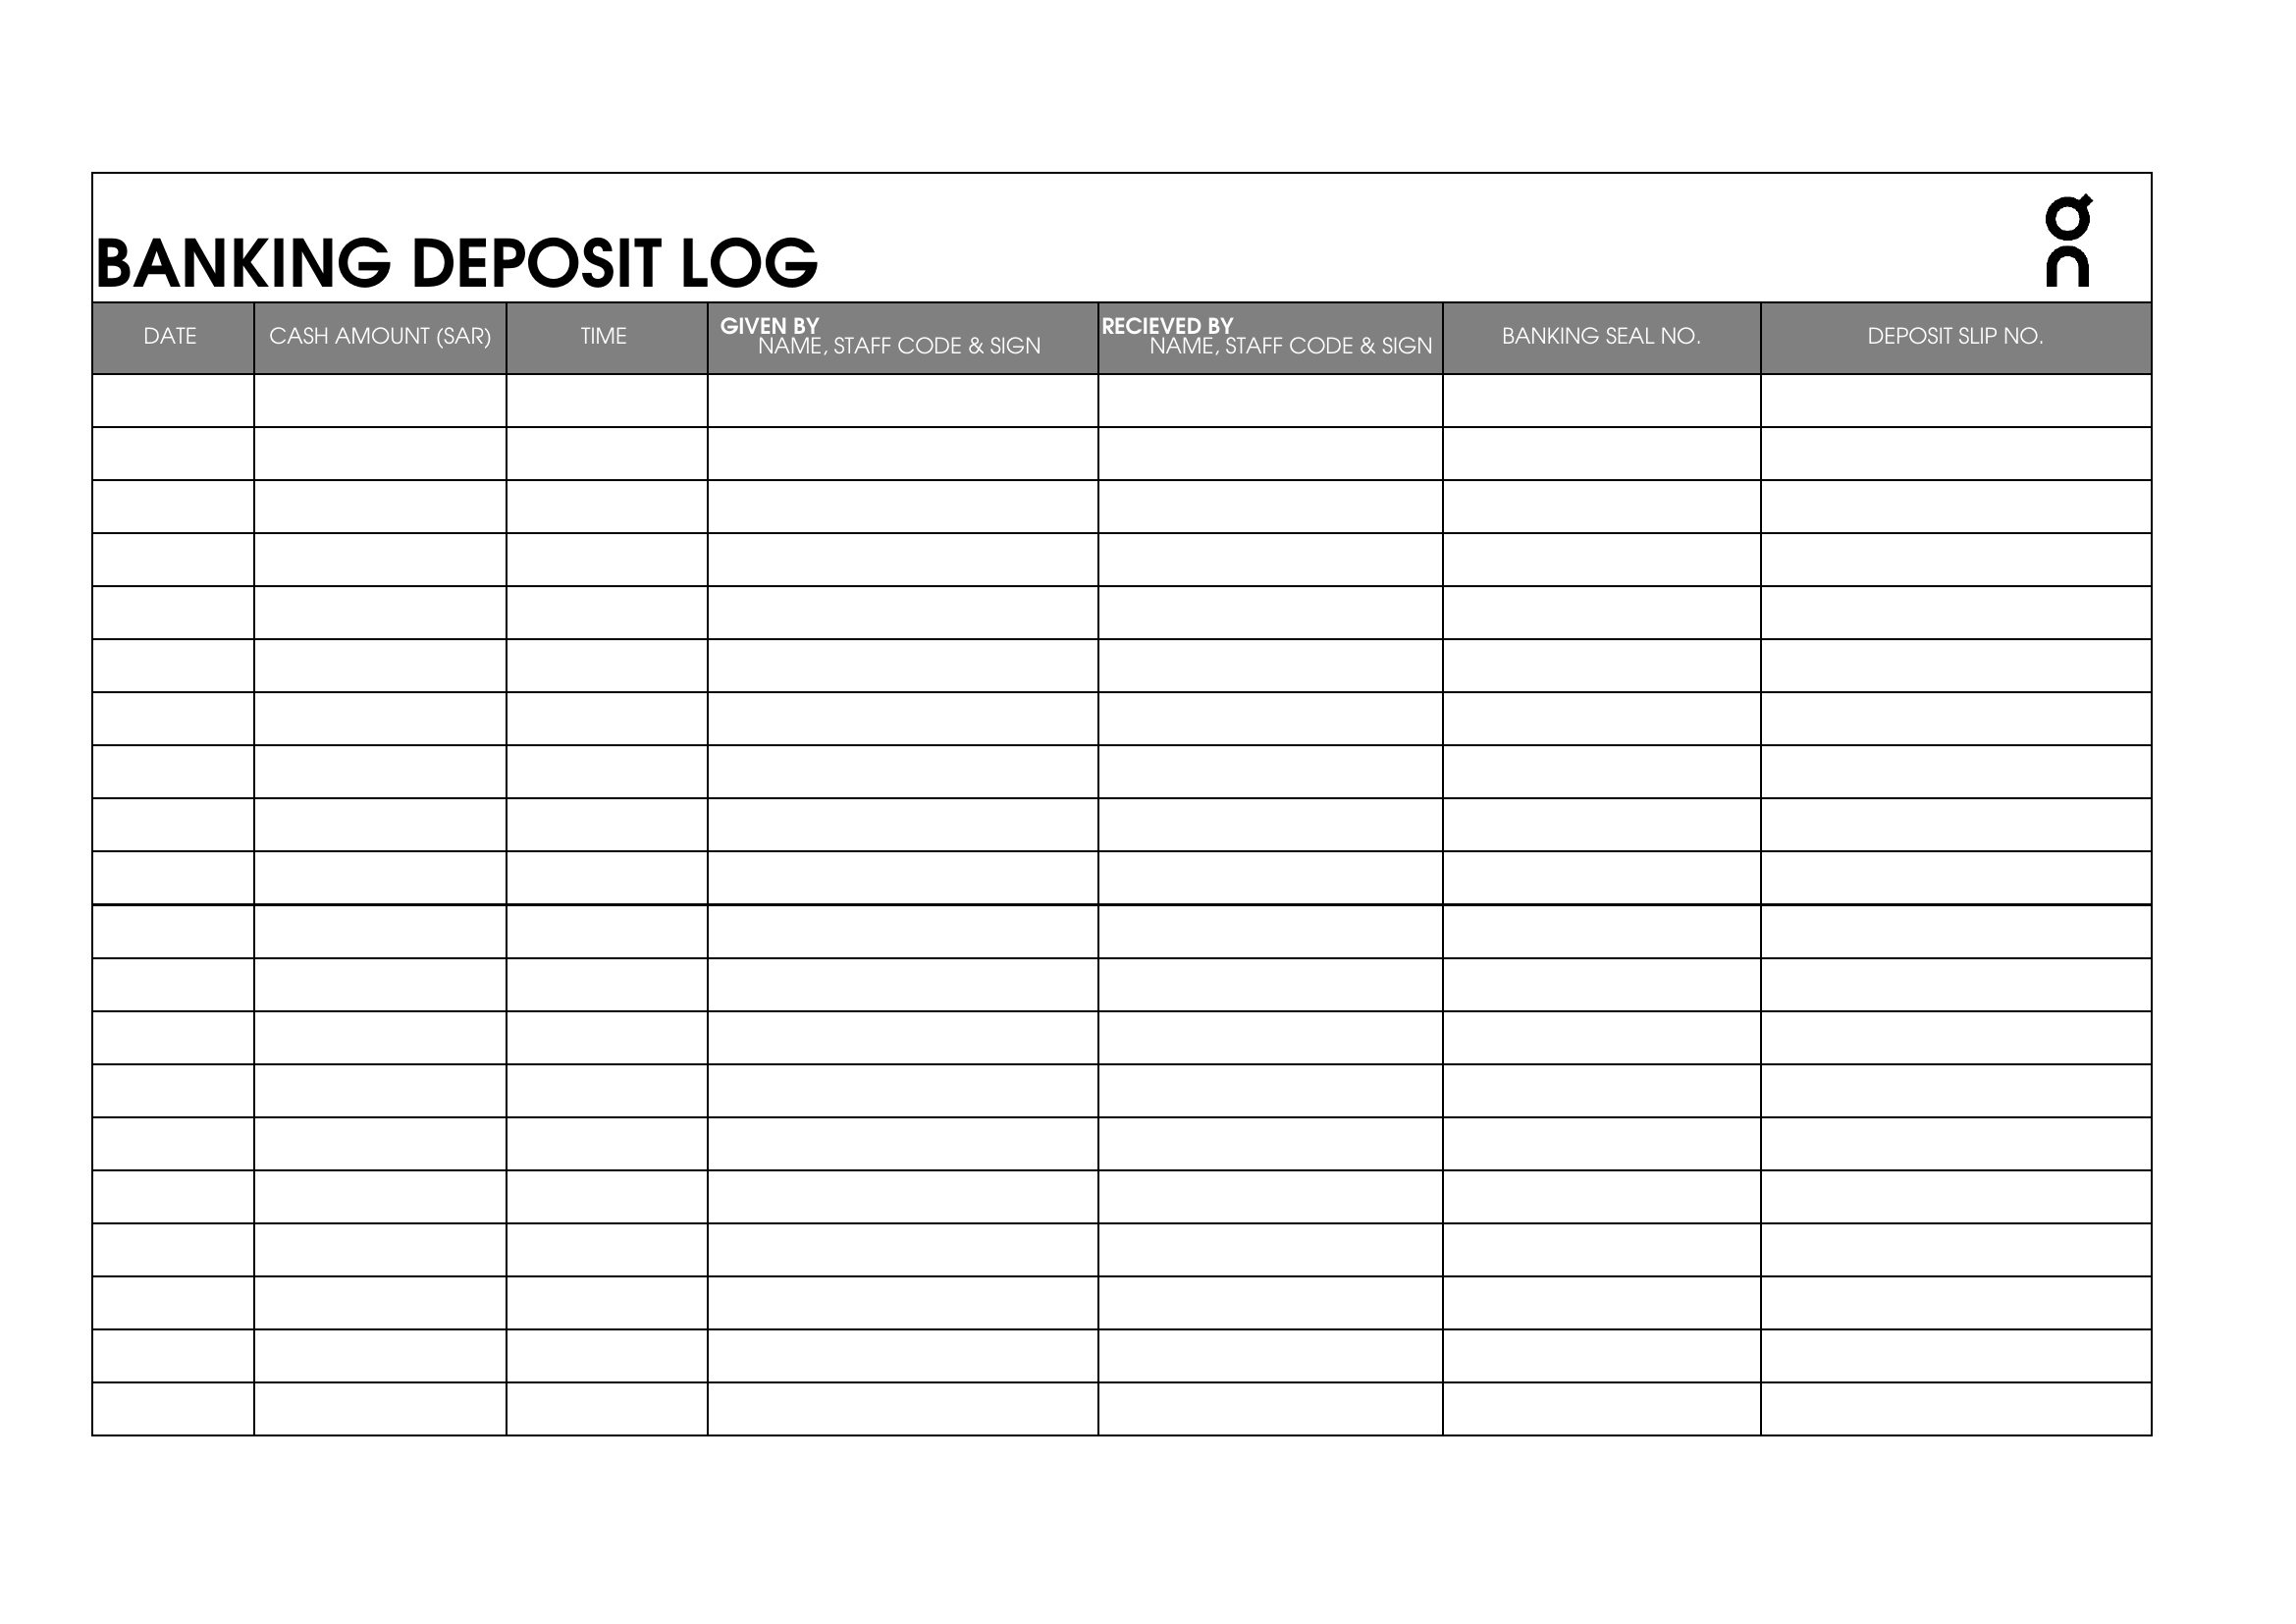 BANKING DEPOSIT LOG
DATE
CASH AMOUNT (SAR)
TIME
GIVEN BY
NAME, STAFF CODE & SIGN
RECIEVED BY
NAME, STAFF CODE & SIGN
BANKING SEAL NO.
DEPOSIT SLIP NO.